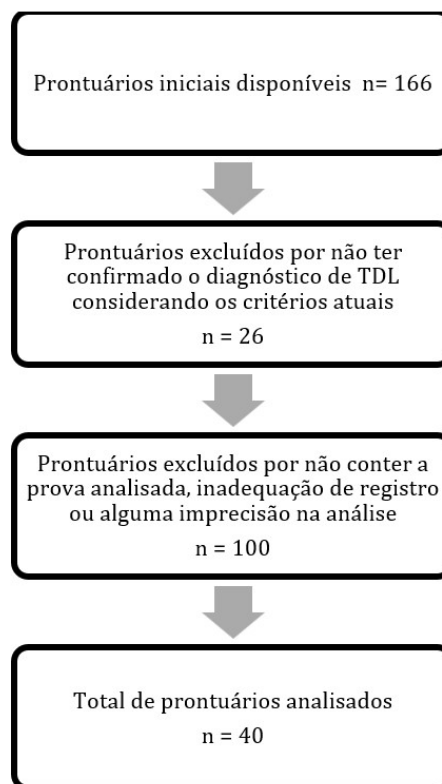 Prontuários iniciais disponíveis n= 166
Prontuários excluídos por não ter
confirmado o diagnóstico de TDL
considerando os critérios atuais
n = 26
Prontuários excluídos por não conter a
prova analisada, inadequação de registro
ou alguma imprecisão na análise
n = 100
Total de prontuários analisados
n = 40